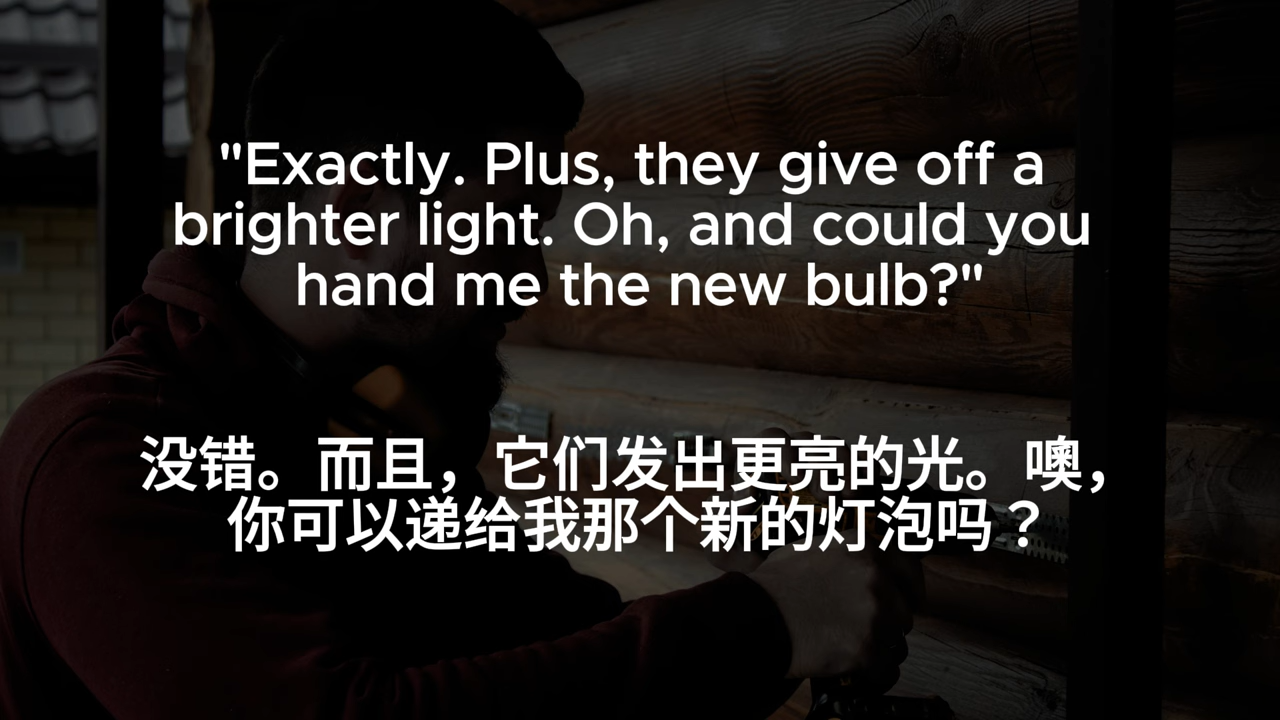 "Exactly. Plus, they give off a
brighter light. Oh, and could you
hand me the new bulb?"
没错。而且，它们发出更亮的光。噢，
你可以递给我那个新的灯泡吗？